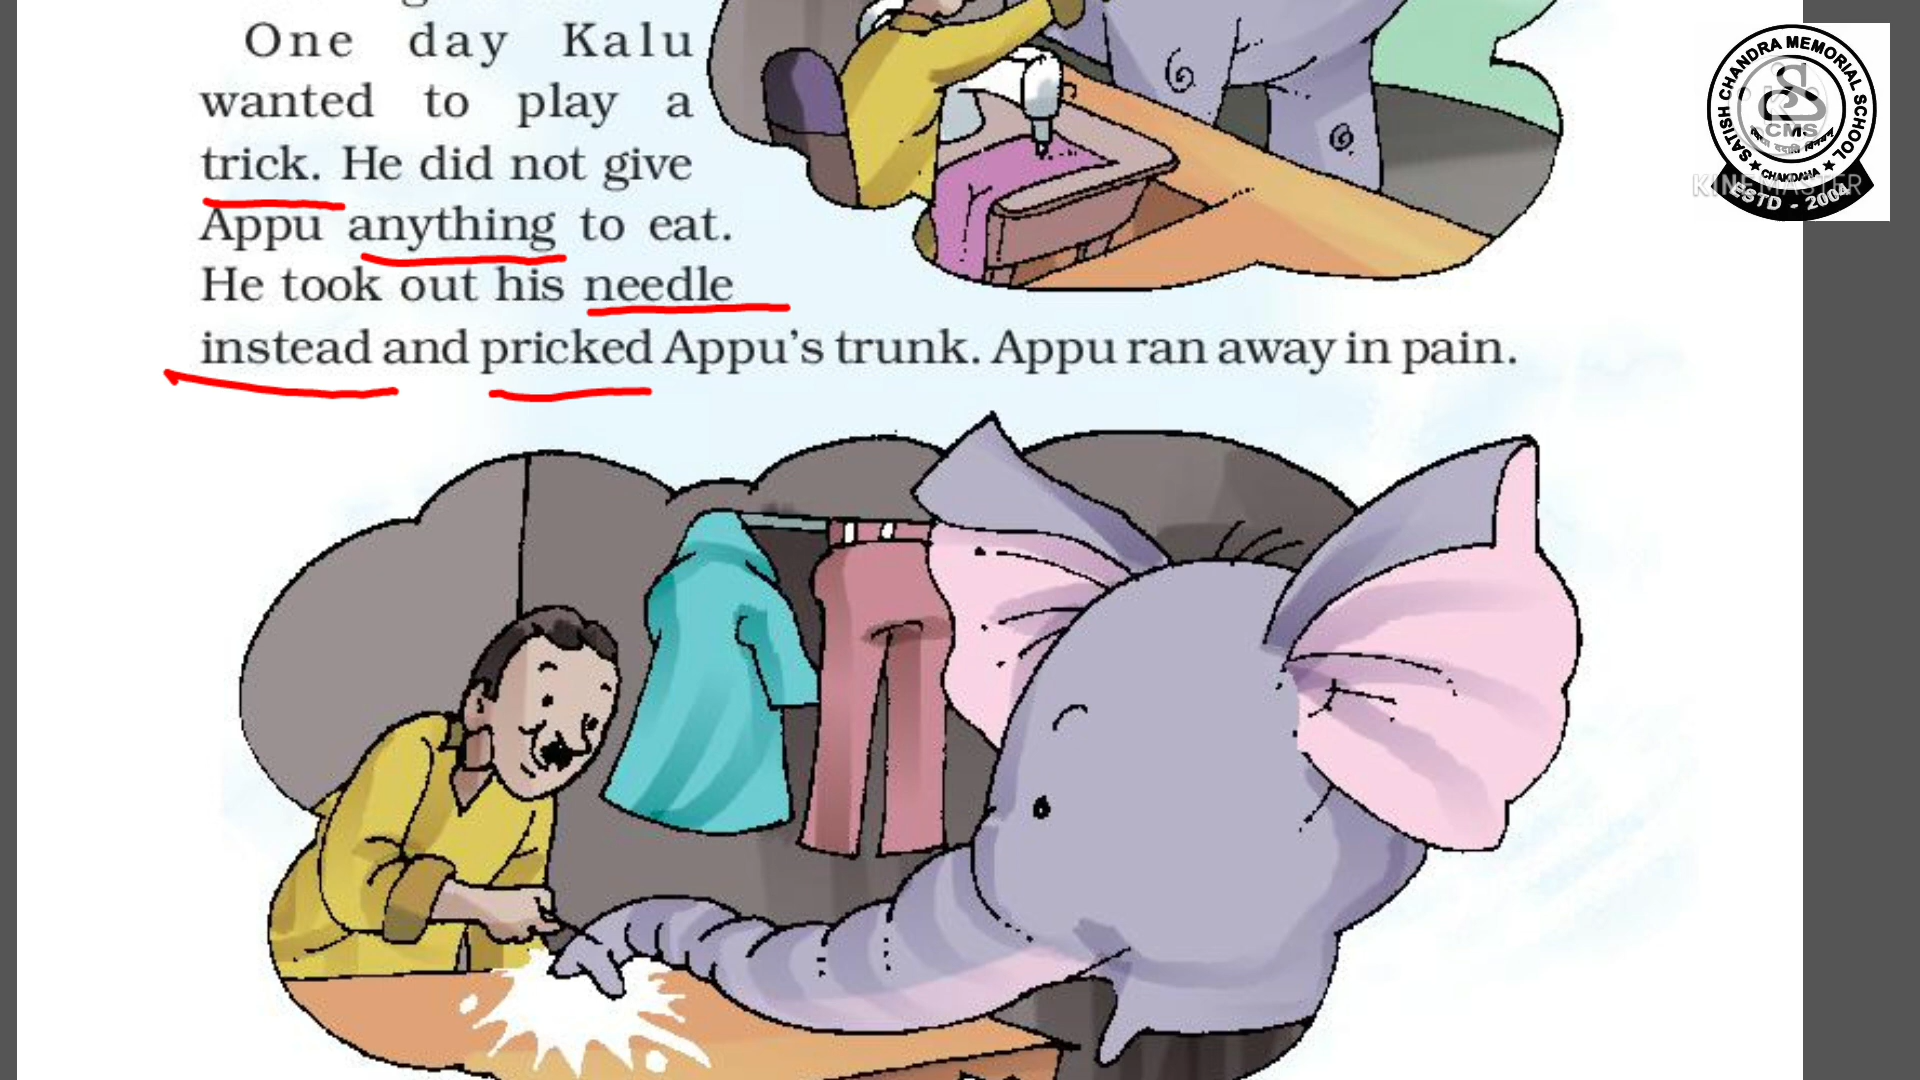 One day Kalu
wanted to play a
trick. He did not give
Appu anything to eat.
He took out his needle
instead and pricked Appu’s trunk. Appu ran away in pain.
SATISH CHANDRA MEMORIAL SCHOOL
CMS
CHAKDAHA
ESTD - 2004
KINEMASTER